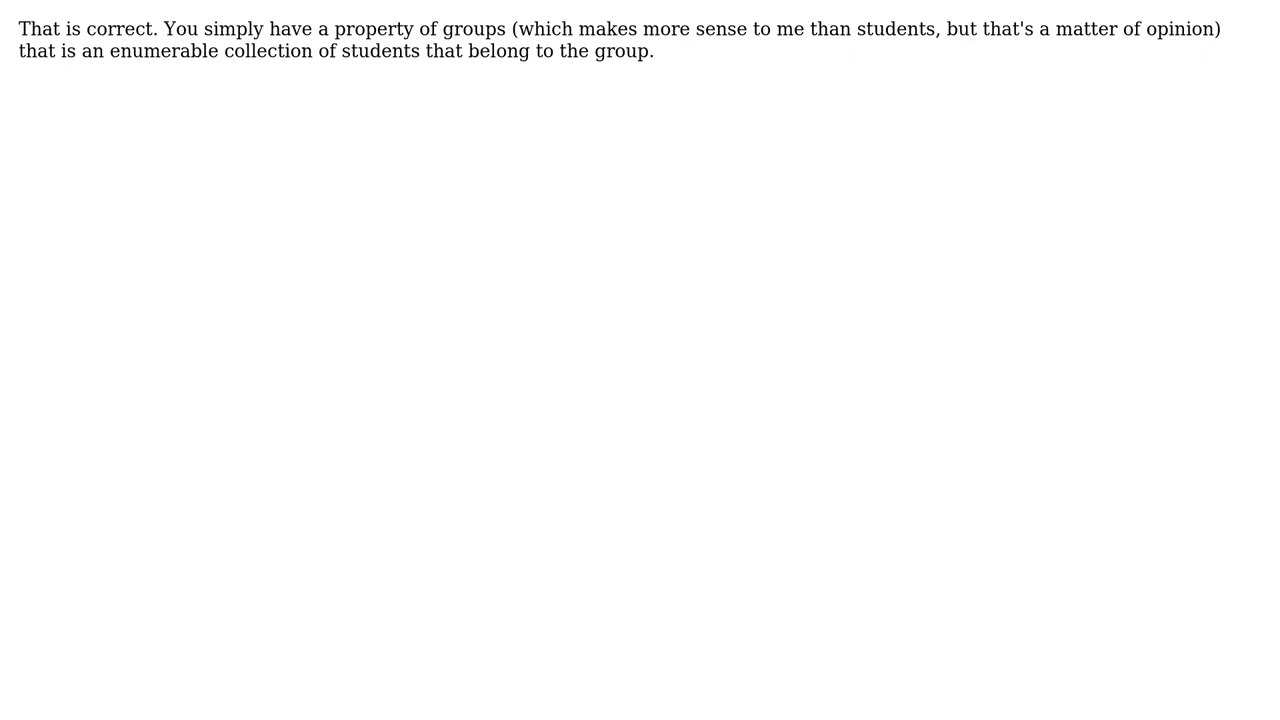 That is correct. You simply have a property of groups (which makes more sense to me than students, but that's a matter of opinion)
that is an enumerable collection of students that belong to the group.